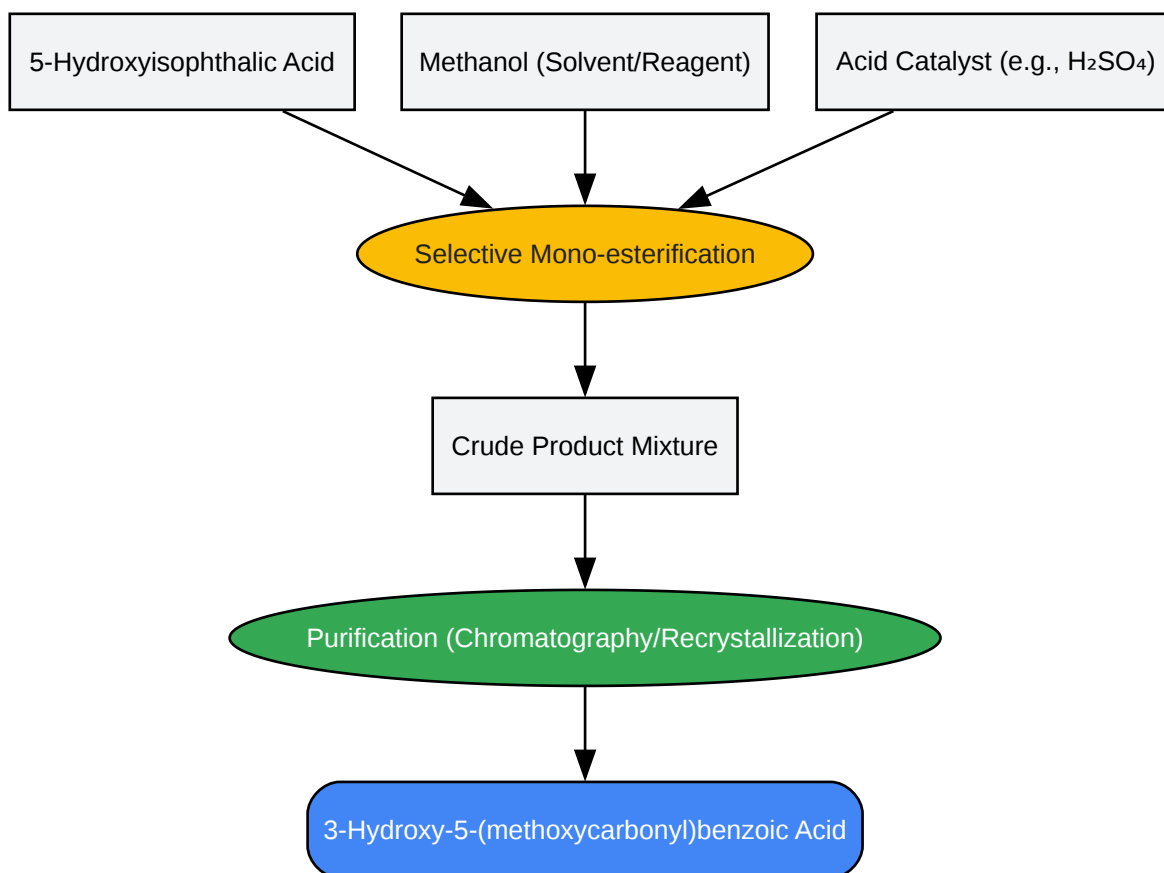 5-Hydroxyisophthalic Acid
Methanol (Solvent/Reagent)
Acid Catalyst (e.g., H₂SO₄)
Selective Mono-esterification
Crude Product Mixture
Purification (Chromatography/Recrystallization)
3-Hydroxy-5-(methoxycarbonyl)benzoic Acid